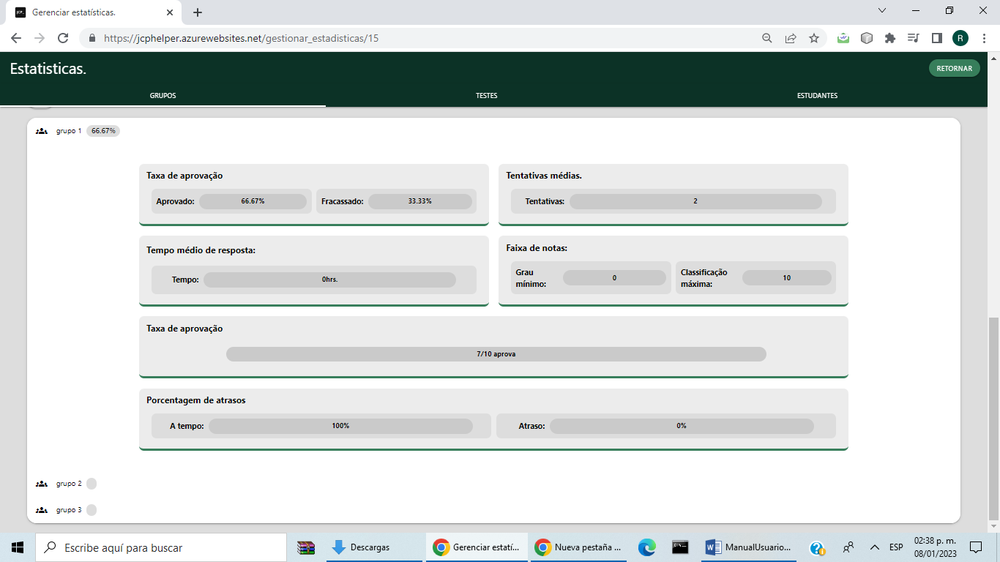 Gerenciar estatísticas.
https://jcphelper.azurewebsites.net/gestionar_estadisticas/15
R
Estatisticas.
RETORNAR
GRUPOS TESTES ESTUDANTES
grupo 1 66.67%
Taxa de aprovação
Aprovado: 66.67% Fracassado: 33.33%
Tentativas médias.
Tentativas: 2
Tempo médio de resposta:
Tempo: 0hrs.
Faixa de notas:
Grau
mínimo: 0
Classificação
máxima: 10
Taxa de aprovação
7/10 aprova
Porcentagem de atrasos
A tempo: 100% Atraso: 0%
grupo 2
grupo 3
Escribe aquí para buscar
Descargas
Gerenciar estatí...
Nueva pestaña ...
ManualUsuario...
ESP
02:38 p. m.
08/01/2023